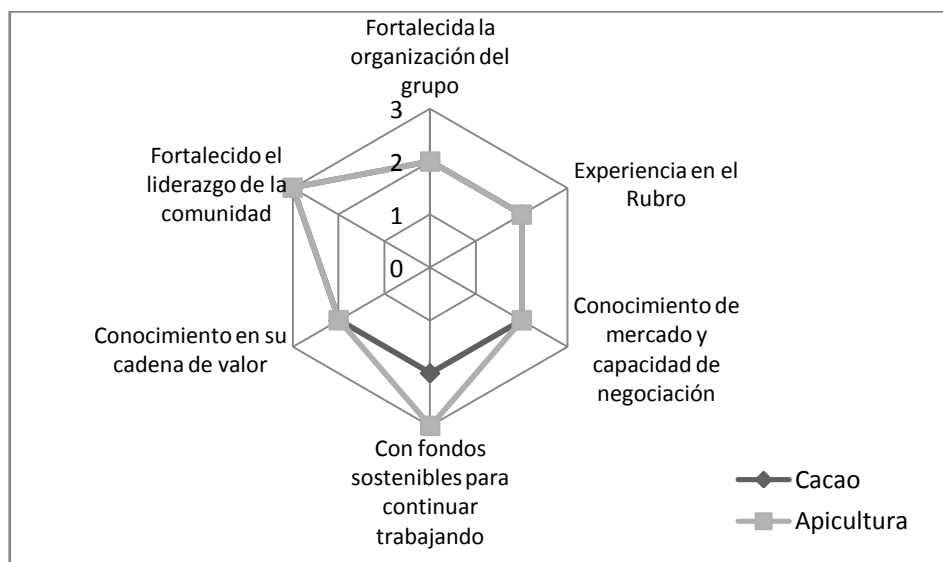 Fortalecida la
organización del
grupo
3
2
1
0
Experiencia en el
Rubro
Conocimiento de
mercado y
capacidad de
negociación
Con fondos
sostenibles para
continuar
trabajando
Conocimiento en su
cadena de valor
Fortalecido el
liderazgo de la
comunidad
Cacao
Apicultura